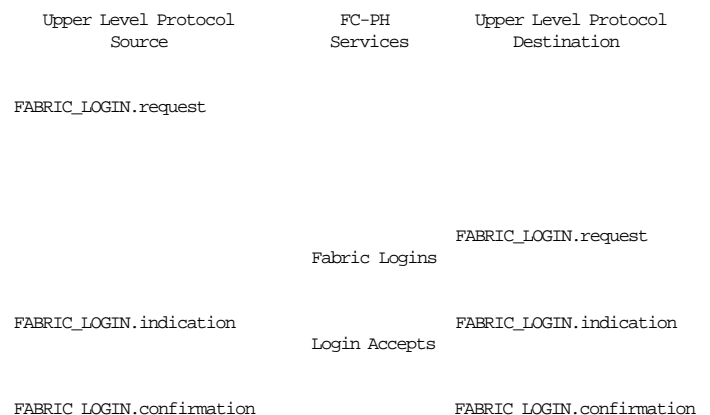 Upper Level Protocol FC-PH Upper Level Protocol
Source Services Destination
FABRIC_LOGIN.request
FABRIC_LOGIN.request
Fabric Logins
FABRIC_LOGIN.indication FABRIC_LOGIN.indication
Login Accepts
FABRIC LOGIN.confirmation FABRIC LOGIN.confirmation